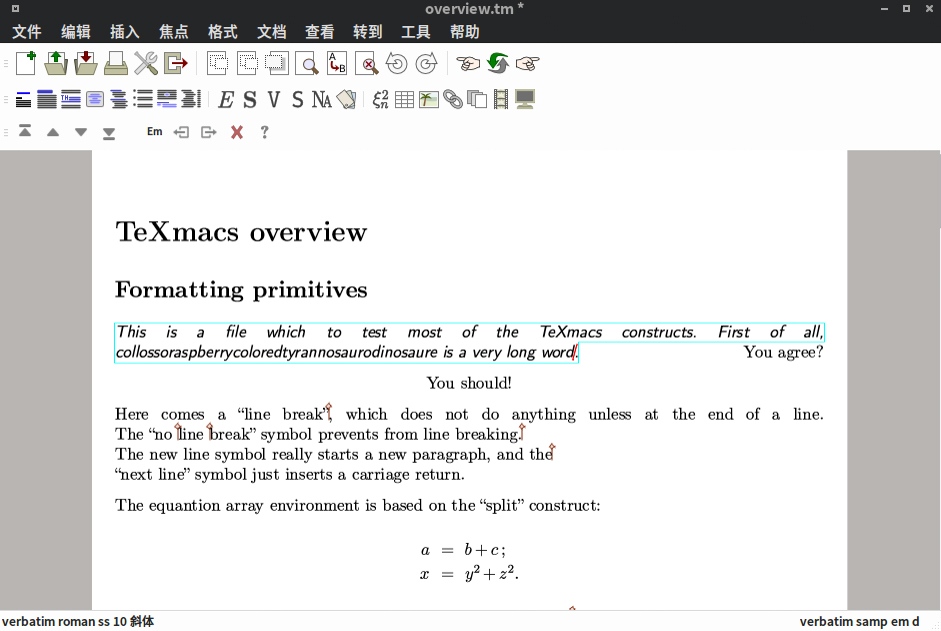 overview.tm *
文件 编辑 插入 焦点 格式 文档 查看 转到 工具 帮助
E S V S NA
Em
TeXmacs overview
Formatting primitives
This is a file which to test most of the TeXmacs constructs. First of all,
collossoraspberrycoloredtyrannosaurodinosaure is a very long word. You agree?
You should!
Here comes a “line break”, which does not do anything unless at the end of a line.
The “no line break” symbol prevents from line breaking.
The new line symbol really starts a new paragraph, and the
“next line” symbol just inserts a carriage return.
The equantion array environment is based on the “split” construct:
a = b + c;
x = y² + z².
verbatim roman ss 10 斜体 verbatim samp em d